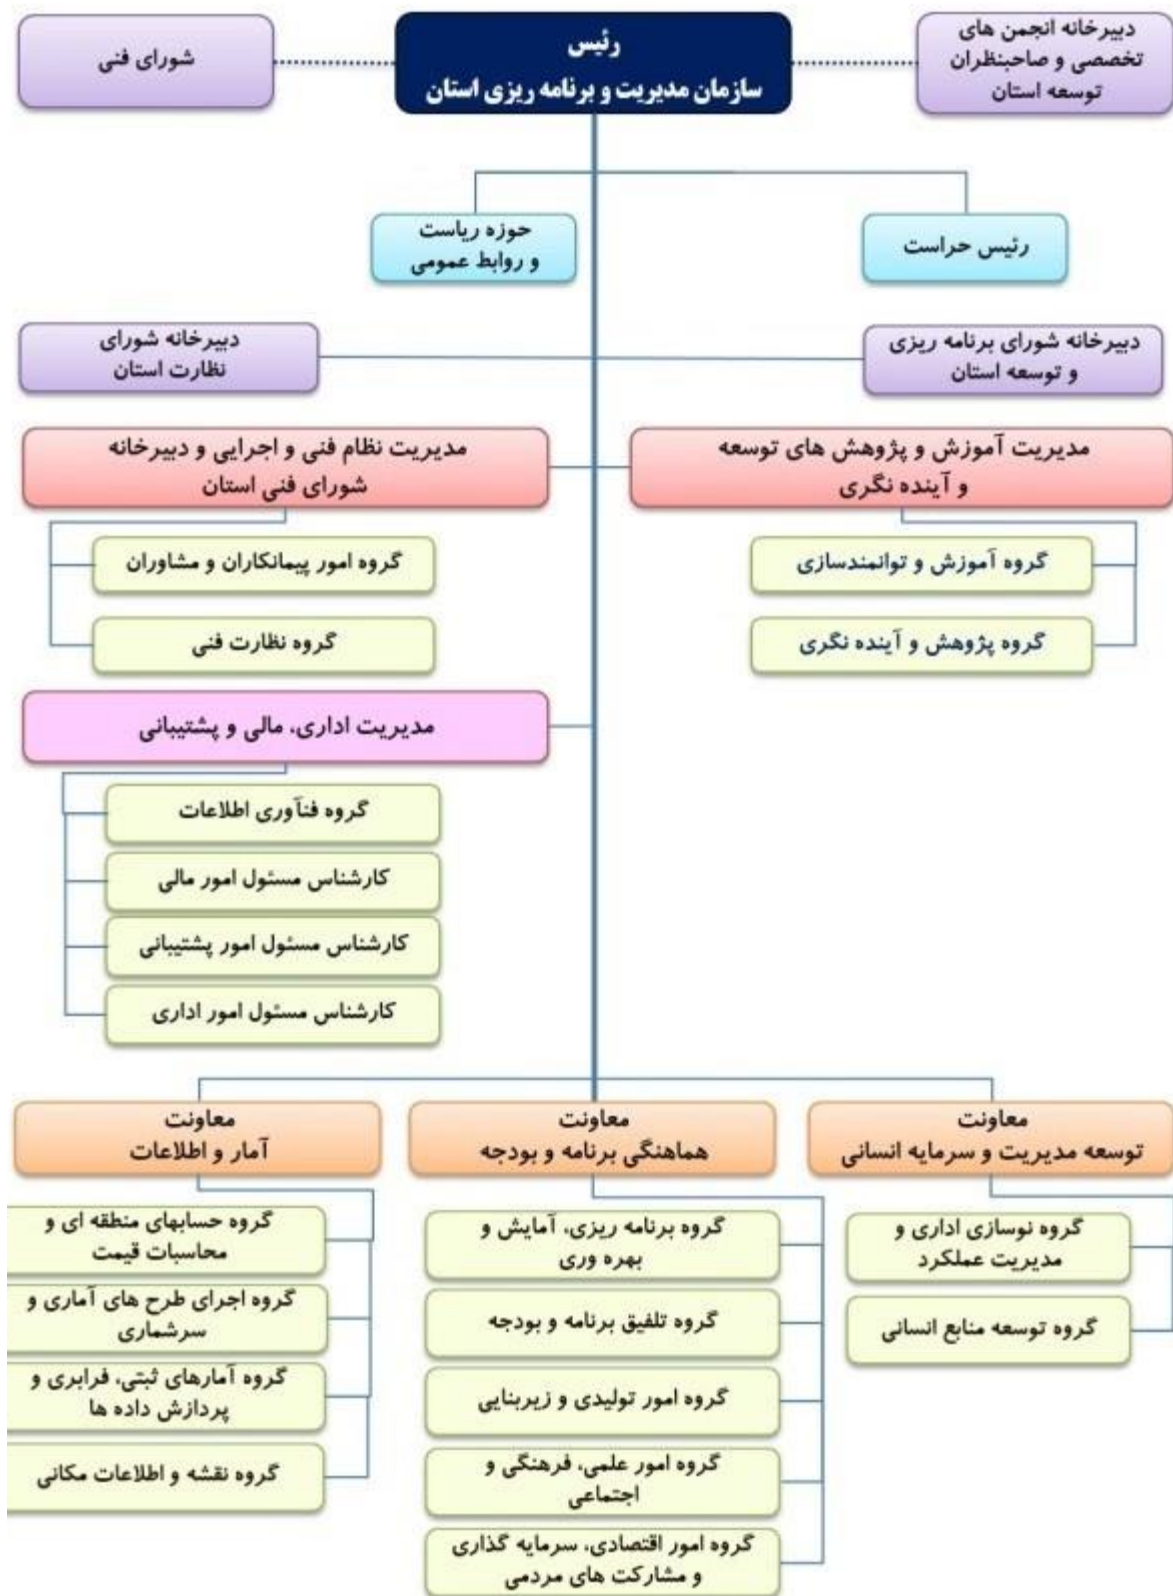 دبیرخانه انجمن های
تخصصی و صاحبنظران
توسعه استان
رئیس
سازمان مدیریت و برنامه ریزی استان
شورای فنی
رئیس حراست
حوزه ریاست
و روابط عمومی
دبیرخانه شورای برنامه ریزی
و توسعه استان
دبیرخانه شورای
نظارت استان
مدیریت آموزش و پژوهش های توسعه
و آینده نگری
گروه آموزش و توانمندسازی
گروه پژوهش و آینده نگری
مدیریت نظام فنی و اجرایی و دبیرخانه
شورای فنی استان
گروه امور پیمانکاران و مشاوران
گروه نظارت فنی
مدیریت اداری، مالی و پشتیبانی
گروه فنآوری اطلاعات
کارشناس مسئول امور مالی
کارشناس مسئول امور پشتیبانی
کارشناس مسئول امور اداری
معاونت
توسعه مدیریت و سرمایه انسانی
گروه نوسازی اداری و
مدیریت عملکرد
گروه توسعه منابع انسانی
معاونت
هماهنگی برنامه و بودجه
گروه برنامه ریزی، آمایش و
بهره وری
گروه تلفیق برنامه و بودجه
گروه امور تولیدی و زیربنایی
گروه امور علمی، فرهنگی و
اجتماعی
گروه امور اقتصادی، سرمایه گذاری
و مشارکت های مردمی
معاونت
آمار و اطلاعات
گروه حسابهای منطقه ای و
محاسبات قیمت
گروه اجرای طرح های آماری و
سرشماری
گروه آمارهای ثبتی، فرابری و
پردازش داده ها
گروه نقشه و اطلاعات مکانی